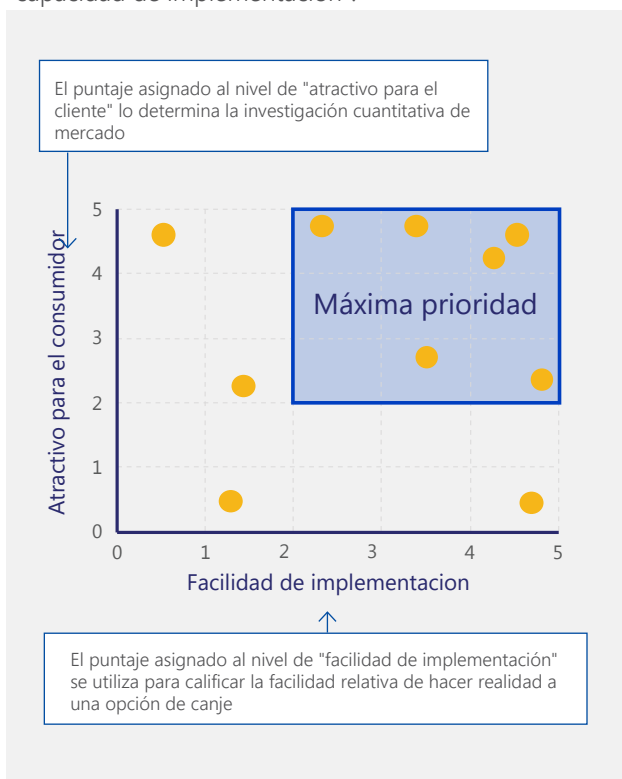 capacidad de implementación".
El puntaje asignado al nivel de "atractivo para el
cliente" lo determina la investigación cuantitativa de
mercado
5
4
3
2
1
0
Atractivo para el consumidor
Máxima prioridad
0 1 2 3 4 5
Facilidad de implementacion
El puntaje asignado al nivel de "facilidad de implementación"
se utiliza para calificar la facilidad relativa de hacer realidad a
una opción de canje